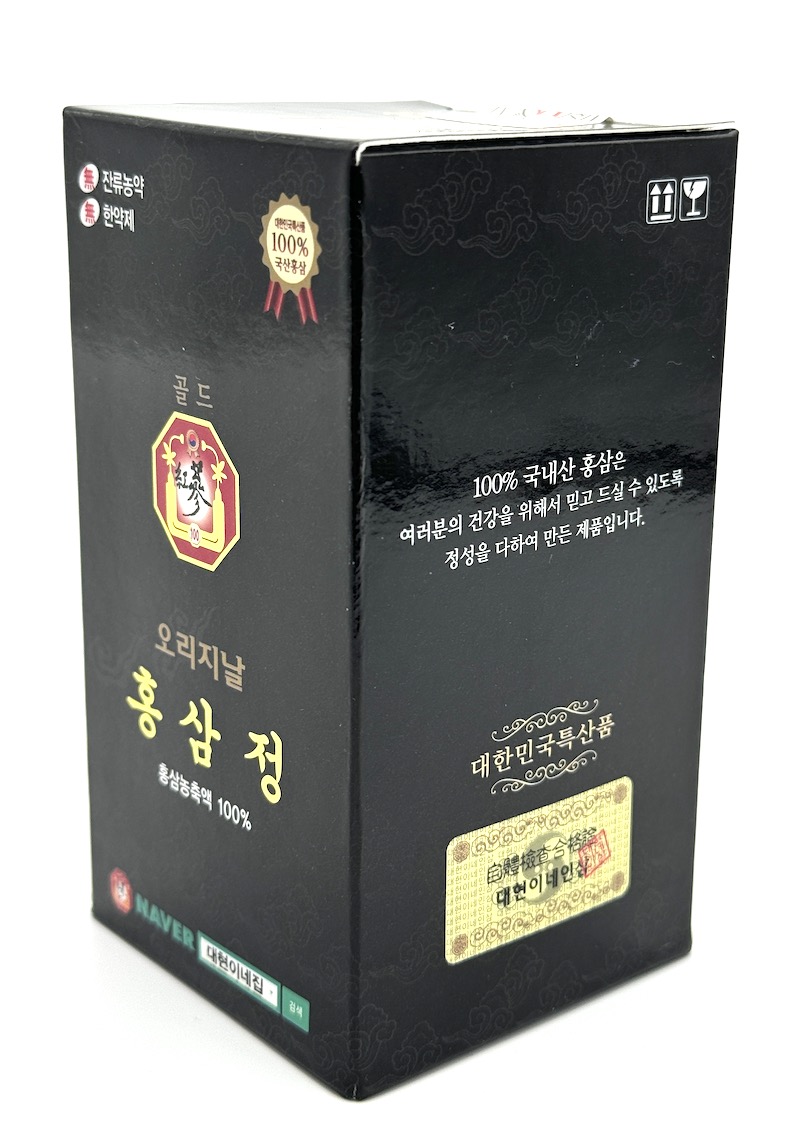 無 잔류농약
無 한약제
대한민국특산품
100%
국산홍삼
골드
紅蔘
100
오리지날
홍삼정
홍삼농축액 100%
NAVER 대현이네집 검색
100% 국내산 홍삼은
여러분의 건강을 위해서 믿고 드실 수 있도록
정성을 다하여 만든 제품입니다.
대한민국특산품
自體檢查合格證
대현이네인삼